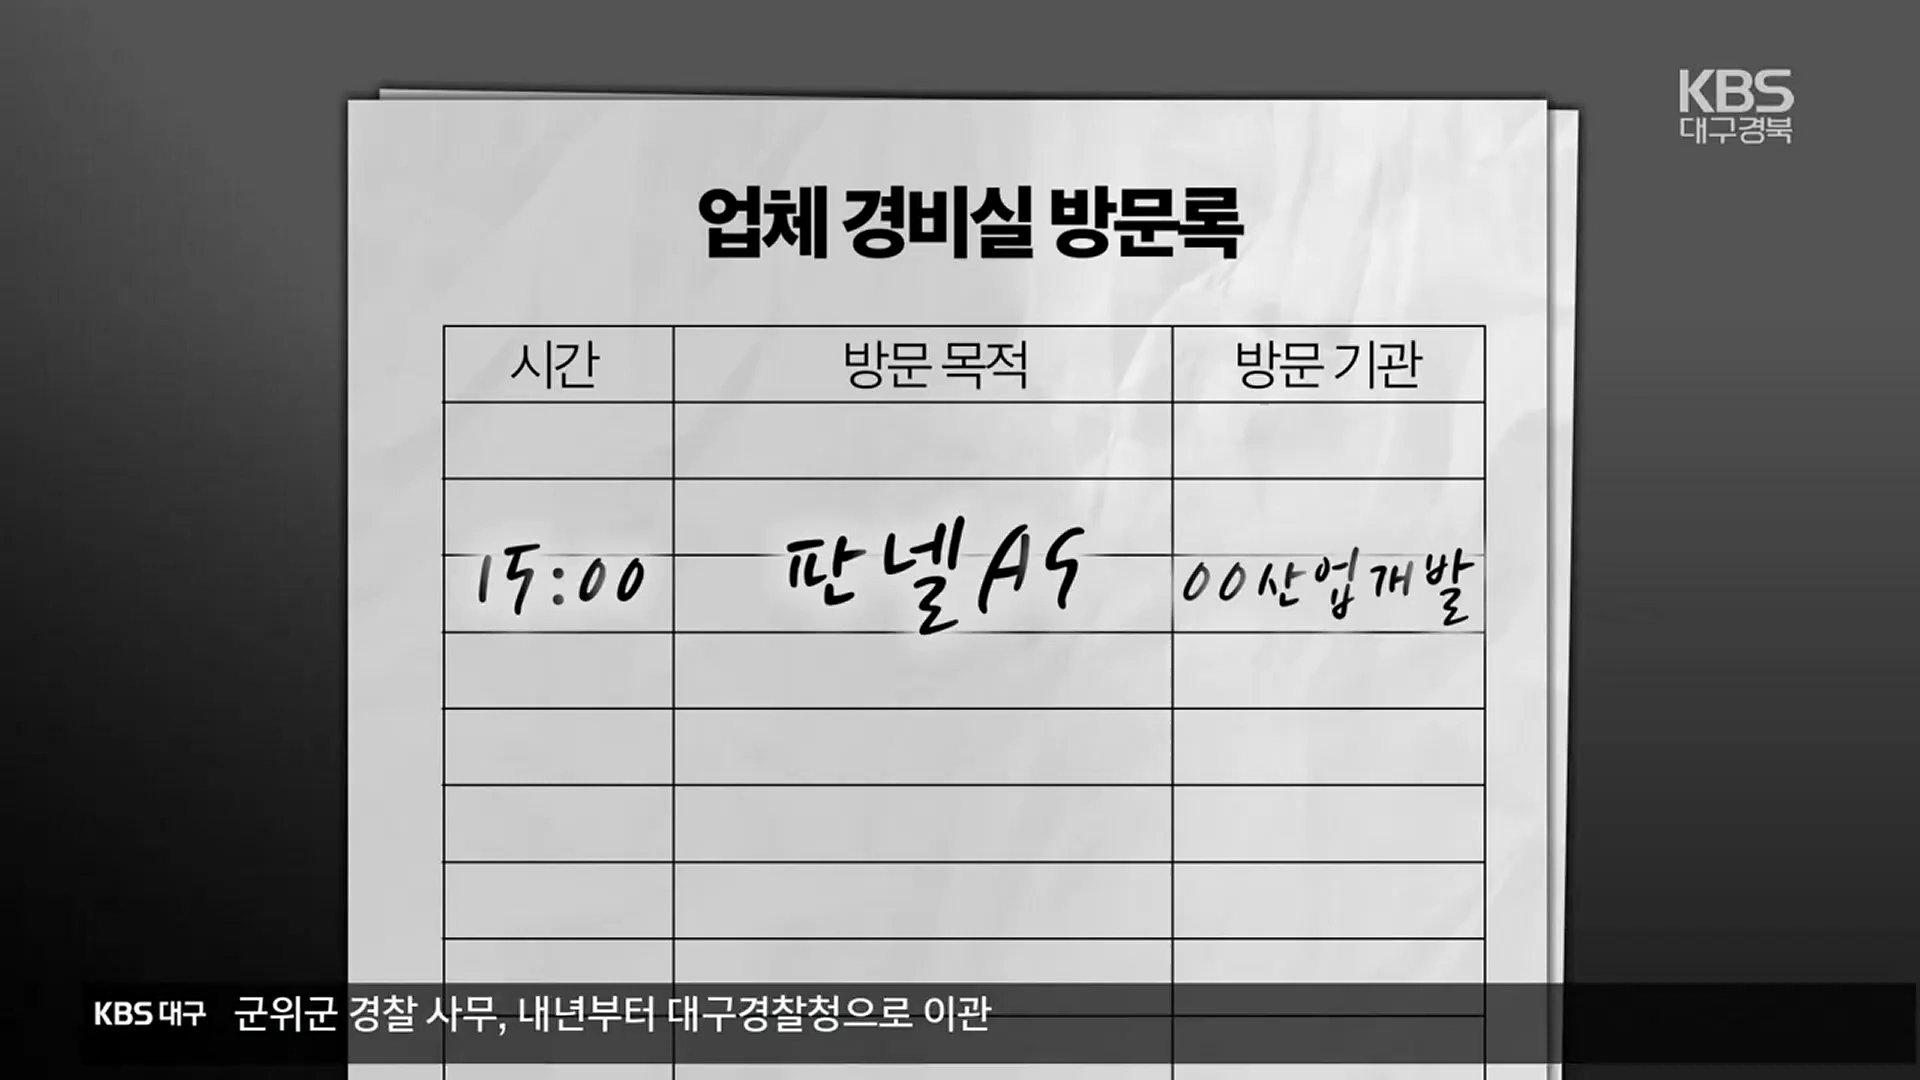 KBS
대구경북
업체 경비실 방문록
시간 방문 목적 방문 기관
15:00 판넬 AS 00산업개발
KBS 대구 군위군 경찰 사무, 내년부터 대구경찰청으로 이관